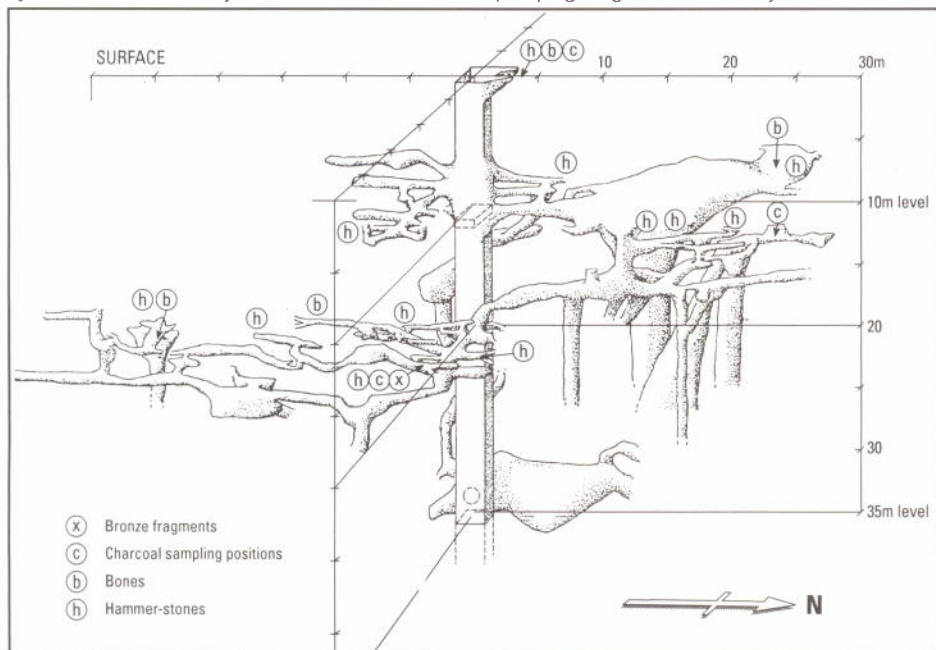 SURFACE
h b c
10
20
30m
b
h
h
10m level
h
h h h c
h b
h
b
h
20
h
h c x
30
35m level
x Bronze fragments
c Charcoal sampling positions
b Bones
h Hammer-stones
N